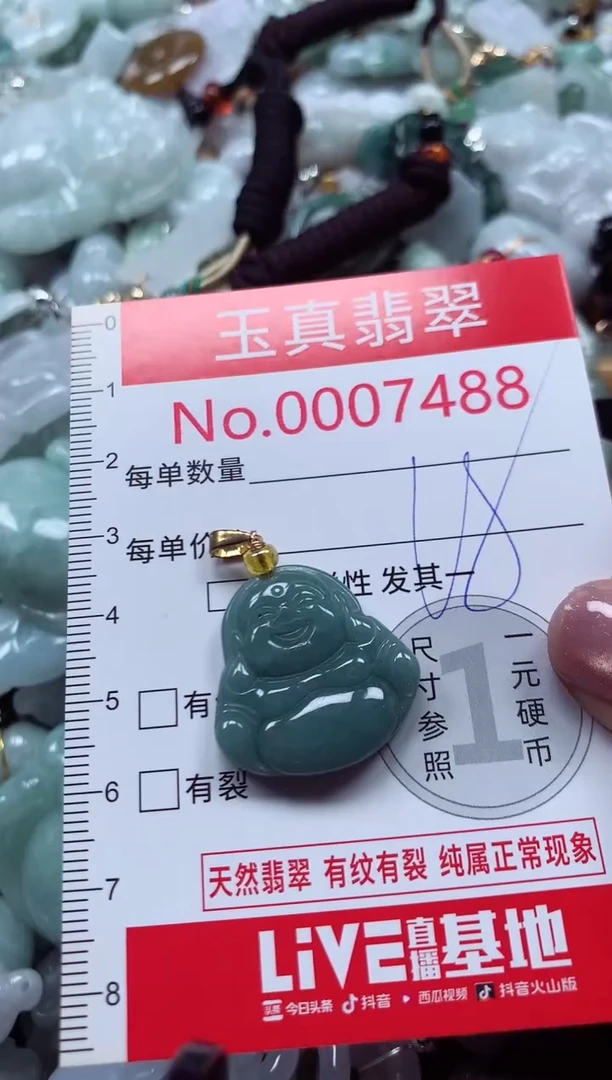 0
玉真翡翠
No.0007488
1
2
每单数量
3
每单价
18
性 发其一
4
尺寸参照
1
一元硬币
5
有
6
有裂
天然翡翠 有纹有裂 纯属正常现象
7
LiVE直播基地
8
头条 今日头条 抖音 西瓜视频 抖音火山版